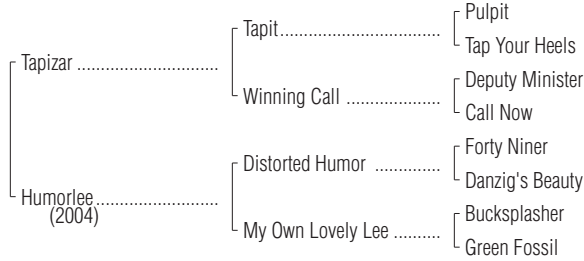 Pulpit
Tapit
Tap Your Heels
Tapizar
Deputy Minister
Winning Call
Call Now
Forty Niner
Distorted Humor
Danzig's Beauty
Humorlee
(2004)
Bucksplasher
My Own Lovely Lee
Green Fossil